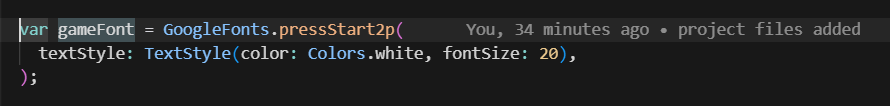 var gameFont = GoogleFonts.pressStart2p(     You, 34 minutes ago • project files added
  textStyle: TextStyle(color: Colors.white, fontSize: 20),
);